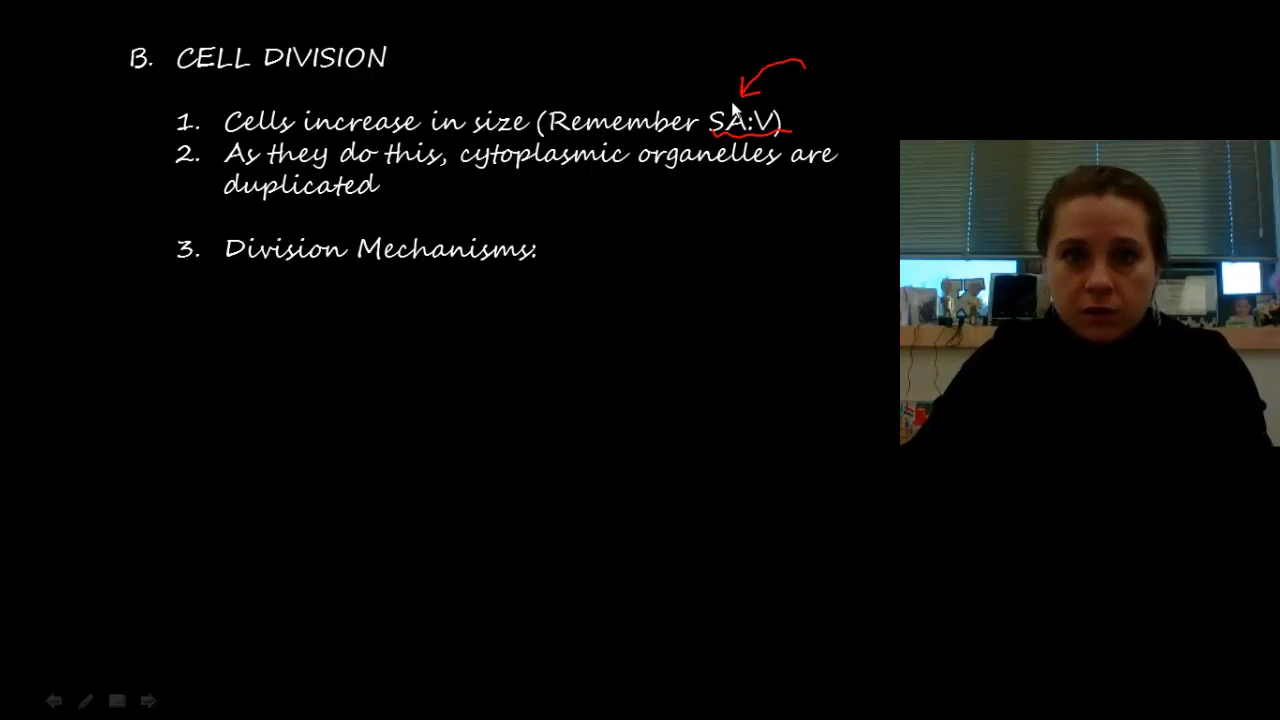 B. CELL DIVISION
1. Cells increase in size (Remember SA:V)
2. As they do this, cytoplasmic organelles are
duplicated
3. Division Mechanisms: